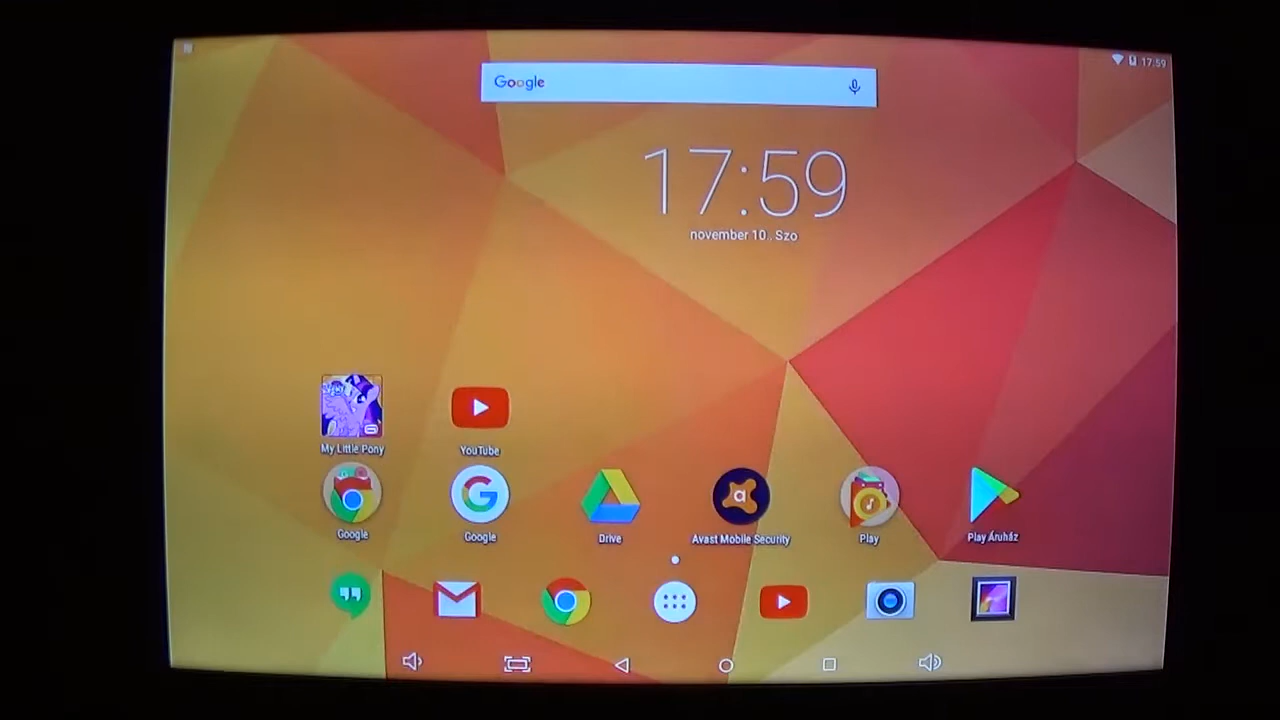 Google
17:59
17:59
november 10., Szo
My Little Pony
YouTube
Google
Google
Drive
Avast Mobile Security
Play
Play Áruház